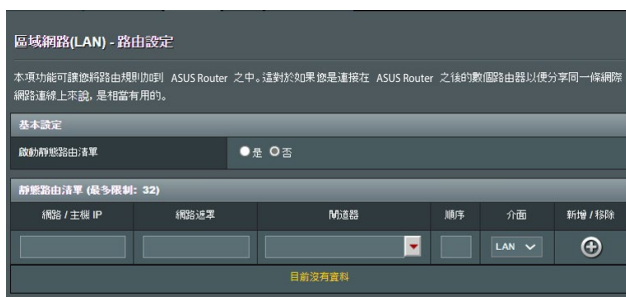 區域網路(LAN) - 路由設定
本項功能可讓您將路由規則加到 ASUS Router 之中。這對於如果您是連接在 ASUS Router 之後的數個路由器以便分享同一條網際
網路連線上來說, 是相當有用的。
基本設定
啟動靜態路由清單 是 否
靜態路由清單 (最多限制: 32)
網路 / 主機 IP 網路遮罩 閘道器 順序 介面 新增 / 移除
LAN
目前沒有資料